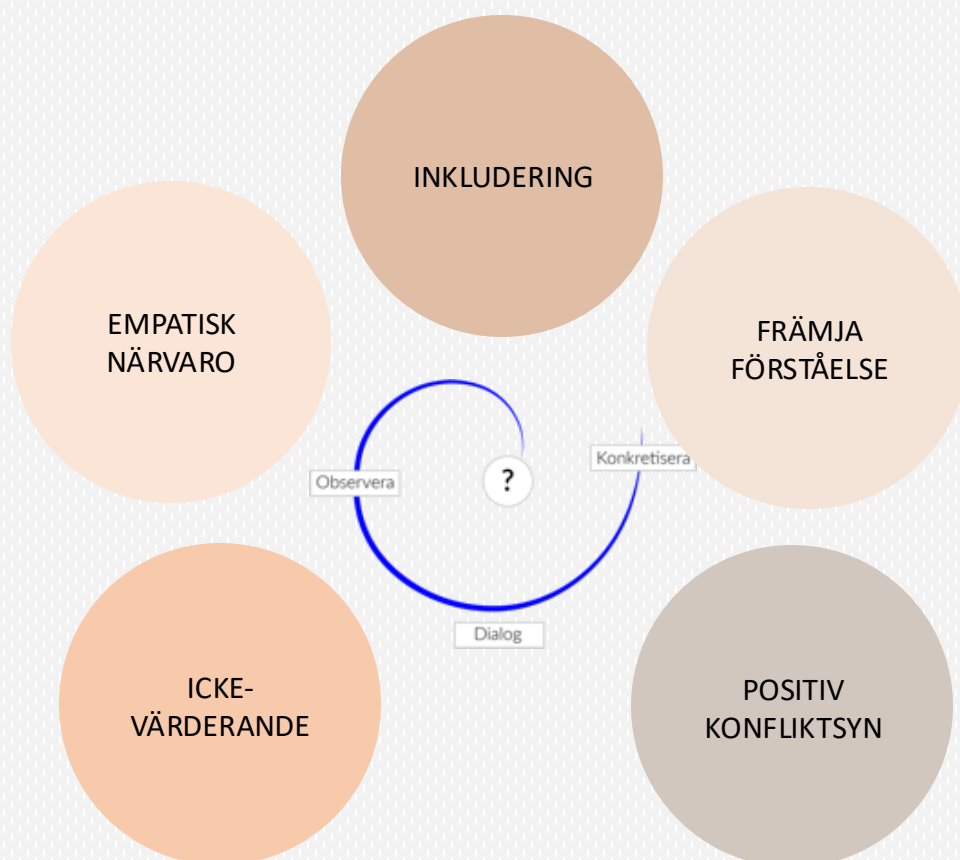 INKLUDERING
EMPATISK
NÄRVARO
FRÄMJA
FÖRSTÅELSE
Observera
?
Konkretisera
Dialog
ICKE-
VÄRDERANDE
POSITIV
KONFLIKTSYN